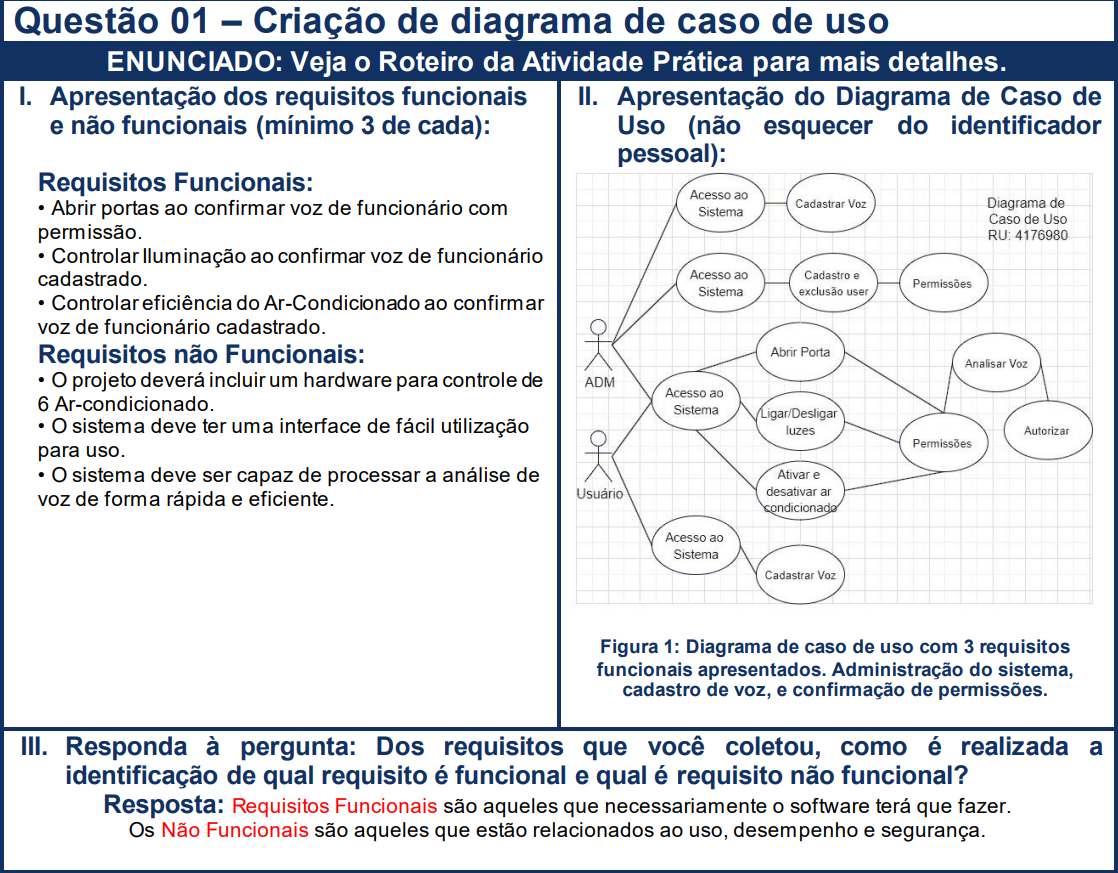 Questão 01 – Criação de diagrama de caso de uso
ENUNCIADO: Veja o Roteiro da Atividade Prática para mais detalhes.
I. Apresentação dos requisitos funcionais
e não funcionais (mínimo 3 de cada):
Requisitos Funcionais:
• Abrir portas ao confirmar voz de funcionário com
permissão.
• Controlar Iluminação ao confirmar voz de funcionário
cadastrado.
• Controlar eficiência do Ar-Condicionado ao confirmar
voz de funcionário cadastrado.
Requisitos não Funcionais:
• O projeto deverá incluir um hardware para controle de
6 Ar-condicionado.
• O sistema deve ter uma interface de fácil utilização
para uso.
• O sistema deve ser capaz de processar a análise de
voz de forma rápida e eficiente.
II. Apresentação do Diagrama de Caso de
Uso (não esquecer do identificador
pessoal):
Acesso ao
Sistema
Cadastrar Voz
Diagrama de
Caso de Uso
RU: 4176980
Acesso ao
Sistema
Cadastro e
exclusão user
Permissões
ADM
Abrir Porta
Analisar Voz
Acesso ao
Sistema
Ligar/Desligar
luzes
Permissões
Autorizar
Usuário
Ativar e
desativar ar
condicionado
Acesso ao
Sistema
Cadastrar Voz
Figura 1: Diagrama de caso de uso com 3 requisitos
funcionais apresentados. Administração do sistema,
cadastro de voz, e confirmação de permissões.
III. Responda à pergunta: Dos requisitos que você coletou, como é realizada a
identificação de qual requisito é funcional e qual é requisito não funcional?
Resposta: Requisitos Funcionais são aqueles que necessariamente o software terá que fazer.
Os Não Funcionais são aqueles que estão relacionados ao uso, desempenho e segurança.